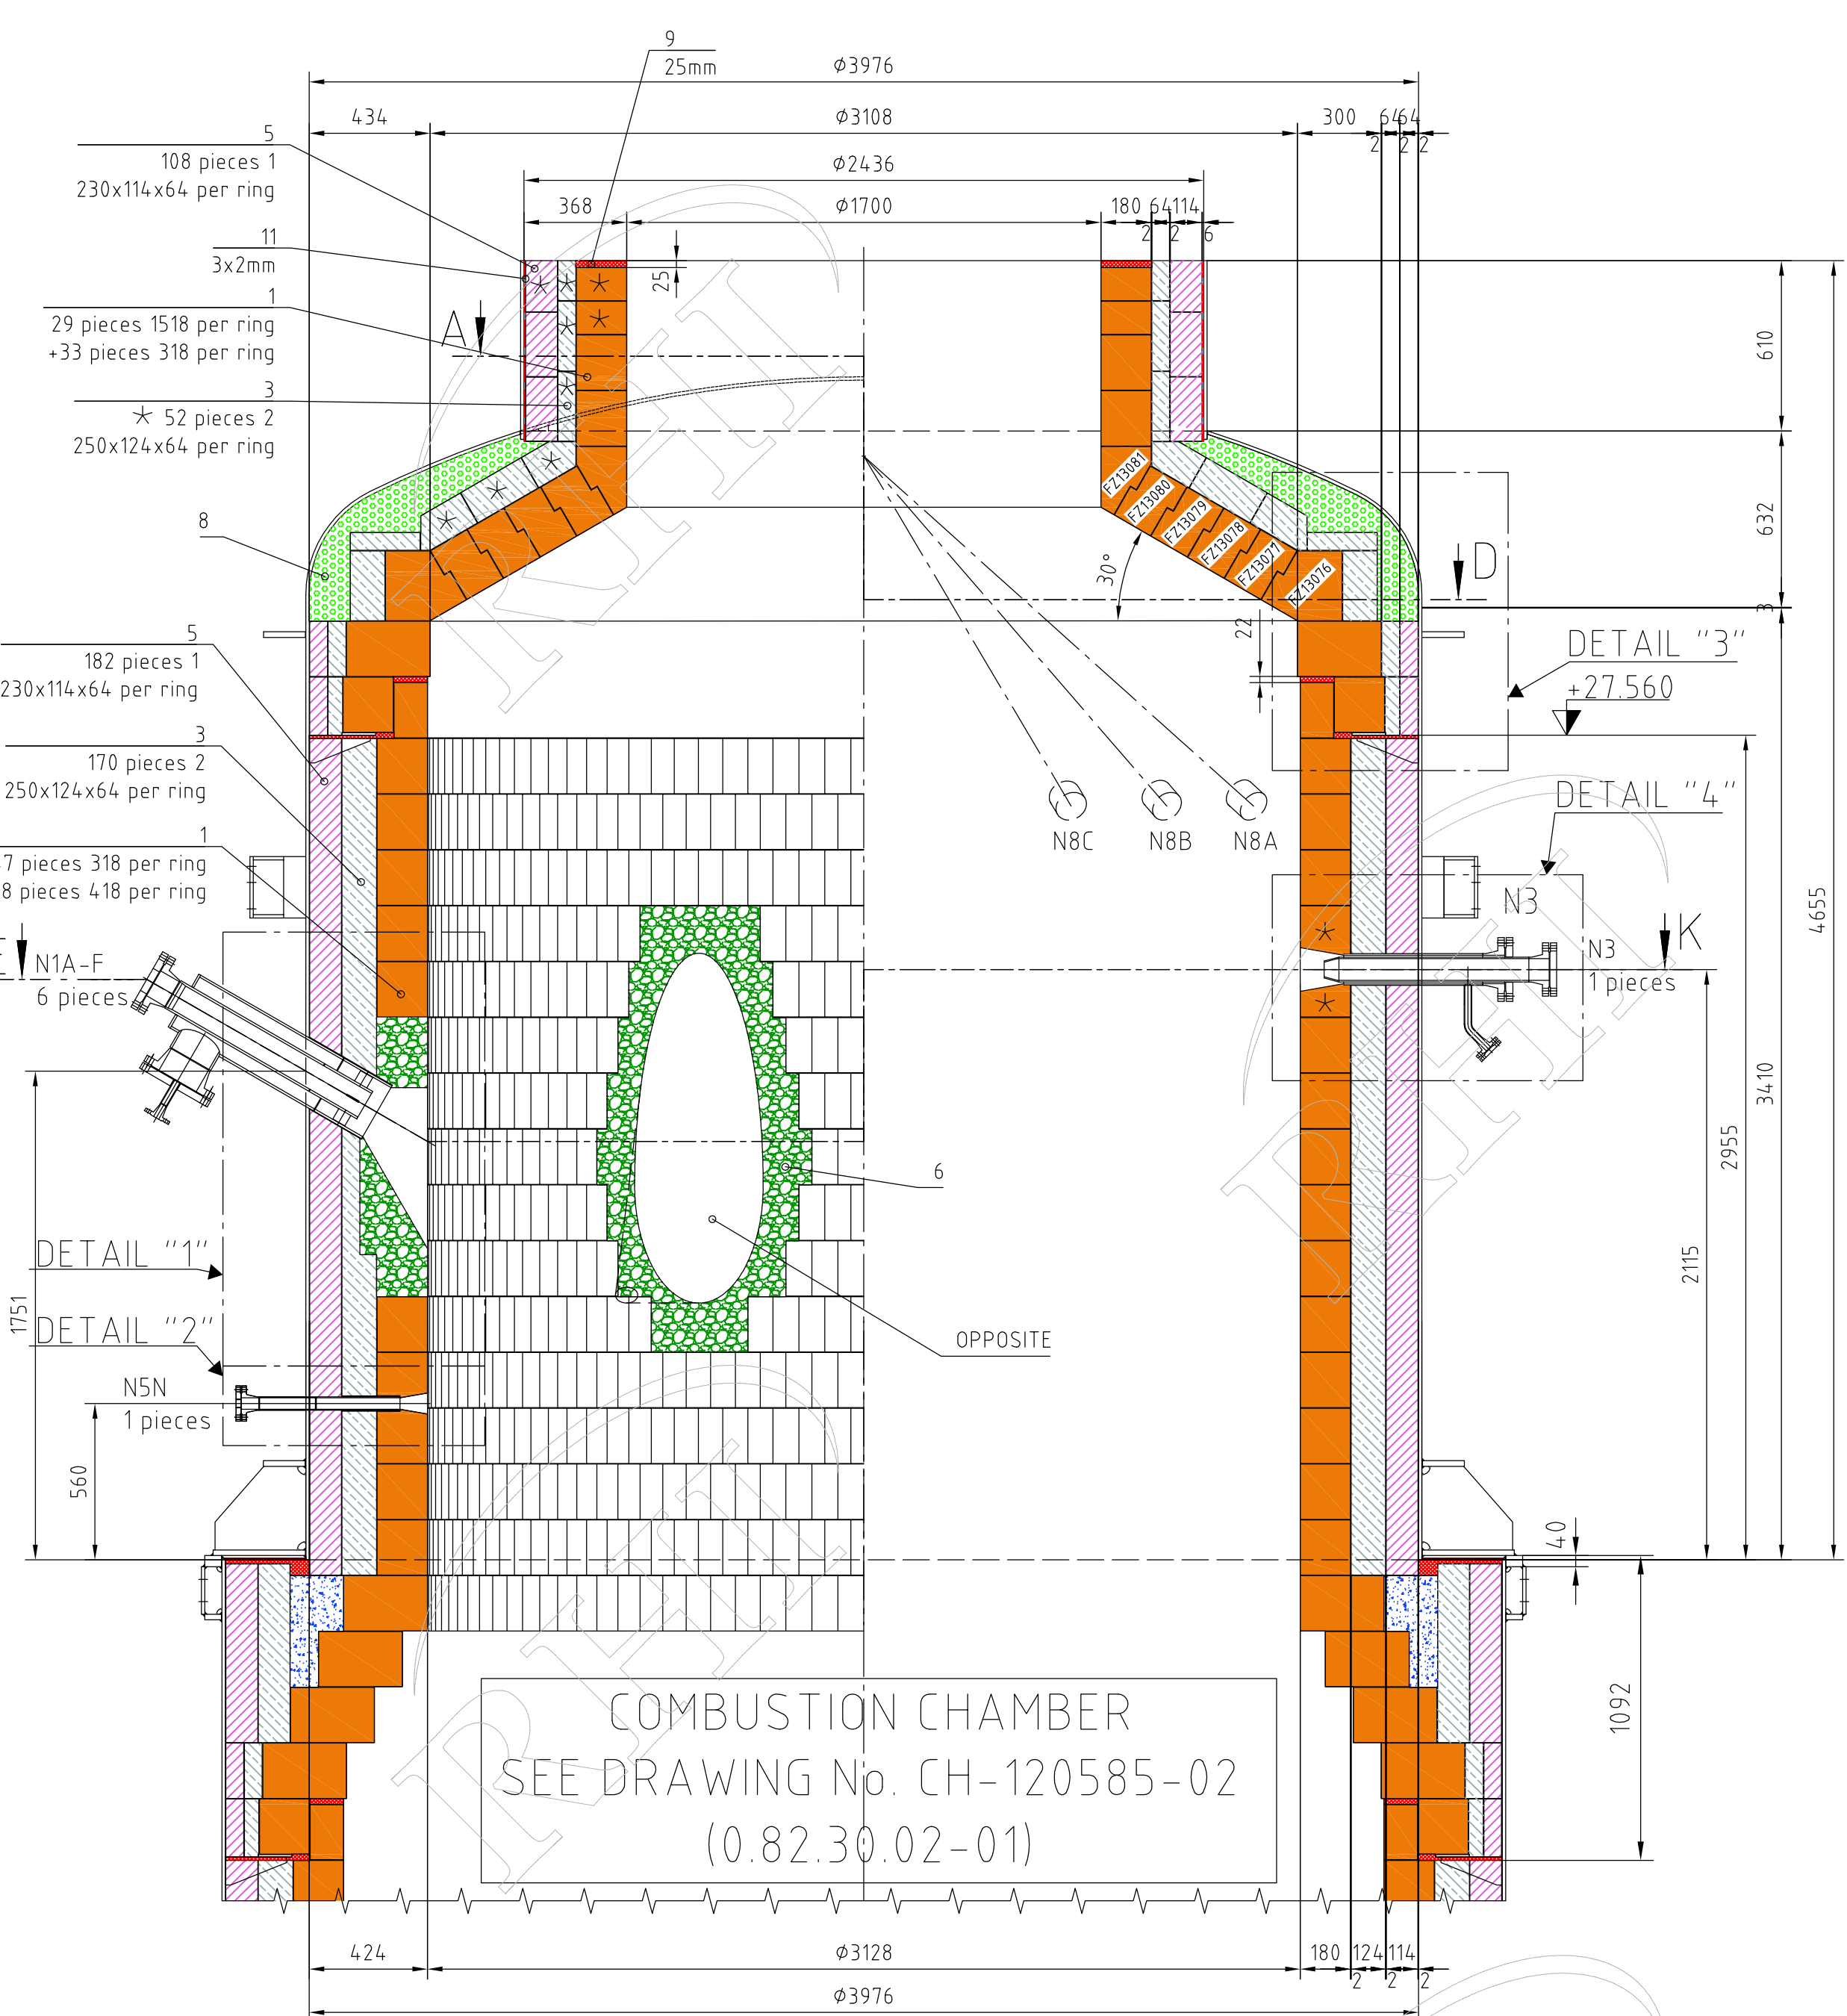 9
25mm
φ3976
434
φ3108
300
64
64
2
2
2
5
108 pieces 1
230x114x64 per ring
φ2436
368
φ1700
180
64
114
2
2
6
11
3x2mm
25
1
29 pieces 1518 per ring
+33 pieces 318 per ring
A
610
3
* 52 pieces 2
250x124x64 per ring
FZ13081
FZ13080
FZ13079
FZ13078
FZ13077
FZ13076
8
30°
D
632
3
22
5
182 pieces 1
230x114x64 per ring
DETAIL "3"
+27.560
3
170 pieces 2
250x124x64 per ring
DETAIL "4"
N8C
N8B
N8A
1
7 pieces 318 per ring
8 pieces 418 per ring
N3
K
4655
N1A-F
6 pieces
N3
1 pieces
3410
2955
6
2115
DETAIL "1"
1751
DETAIL "2"
OPPOSITE
N5N
1 pieces
560
40
1092
COMBUSTION CHAMBER
SEE DRAWING No. CH-120585-02
(0.82.30.02-01)
424
φ3128
180
124
114
2
2
2
φ3976
RHI
RHI
RHI